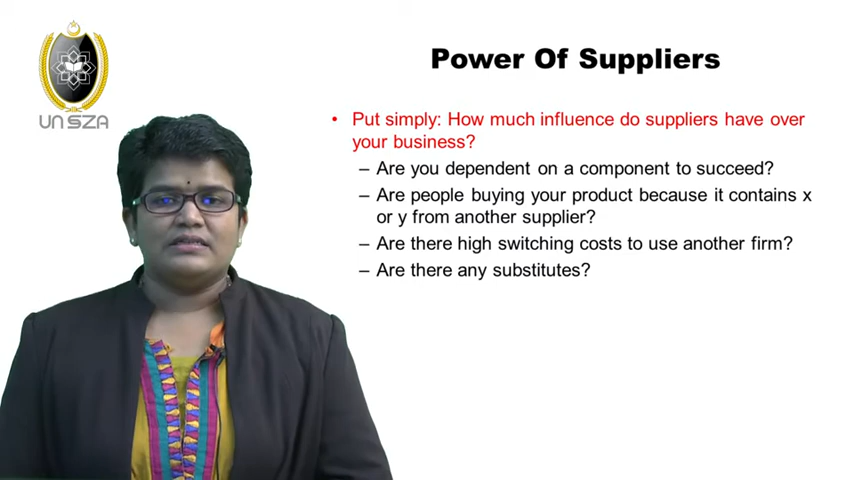 UNSZA
Power Of Suppliers
• Put simply: How much influence do suppliers have over
your business?
– Are you dependent on a component to succeed?
– Are people buying your product because it contains x
or y from another supplier?
– Are there high switching costs to use another firm?
– Are there any substitutes?